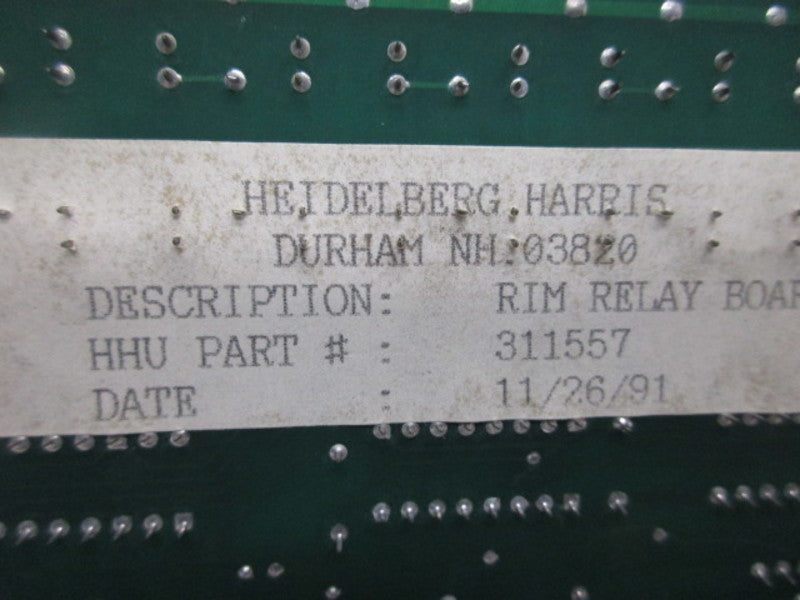 HEIDELBERG HARRIS
DURHAM NH. 03820
DESCRIPTION: RIM RELAY BOAR
HHU PART # : 311557
DATE : 11/26/91